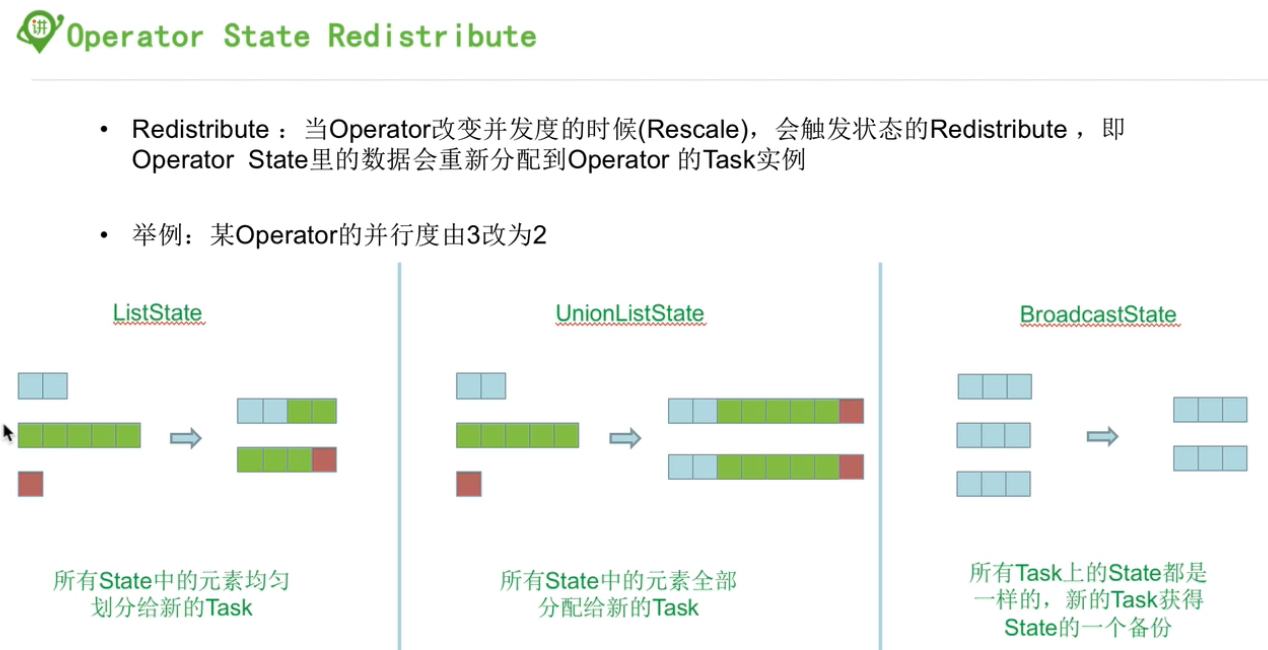 讲
Operator State Redistribute
• Redistribute ：当Operator改变并发度的时候(Rescale)，会触发状态的Redistribute ，即
Operator State里的数据会重新分配到Operator 的Task实例
• 举例：某Operator的并行度由3改为2
ListState
UnionListState
BroadcastState
所有State中的元素均匀
划分给新的Task
所有State中的元素全部
分配给新的Task
所有Task上的State都是
一样的，新的Task获得
State的一个备份